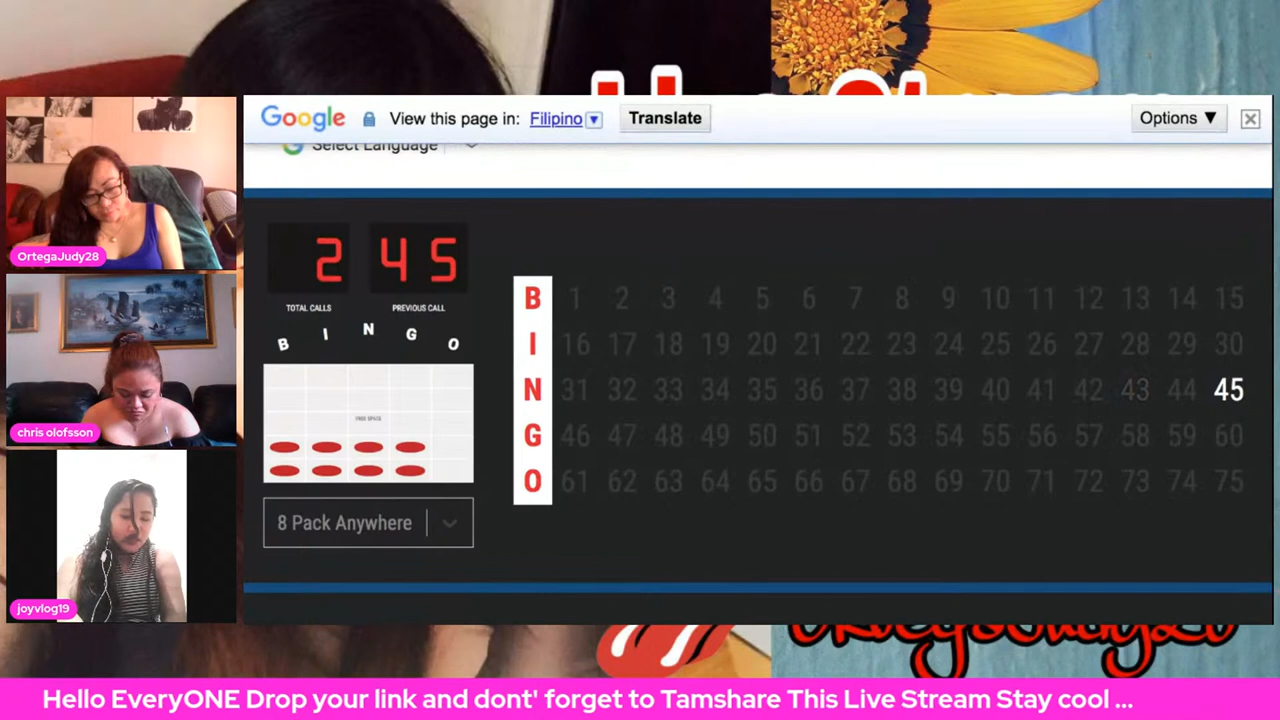 Google View this page in: Filipino Translate Options ▼
Select Language
2 45
TOTAL CALLS PREVIOUS CALL
B I N G O
FREE SPACE
8 Pack Anywhere
B 1 2 3 4 5 6 7 8 9 10 11 12 13 14 15
I 16 17 18 19 20 21 22 23 24 25 26 27 28 29 30
N 31 32 33 34 35 36 37 38 39 40 41 42 43 44 45
G 46 47 48 49 50 51 52 53 54 55 56 57 58 59 60
O 61 62 63 64 65 66 67 68 69 70 71 72 73 74 75
OrtegaJudy28
chris olofsson
joyvlog19
Hello EveryONE Drop your link and dont' forget to Tamshare This Live Stream Stay cool ...